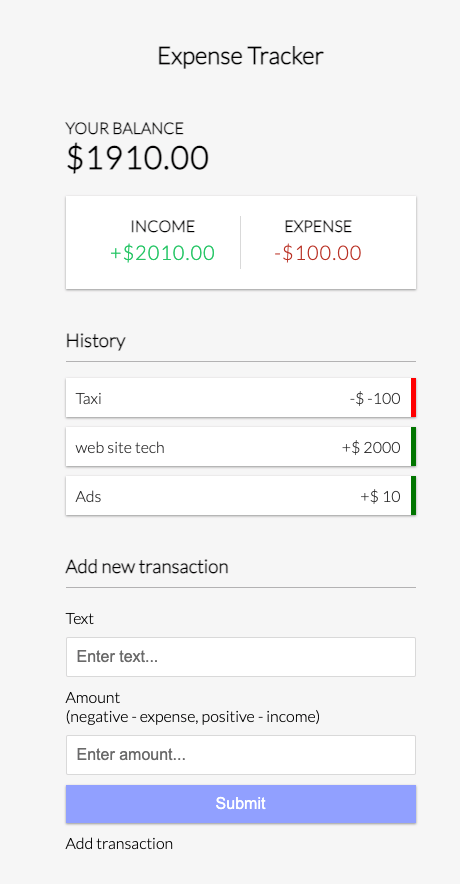 Expense Tracker
YOUR BALANCE
$1910.00
INCOME EXPENSE
+$2010.00 -$100.00
History
Taxi -$ -100
web site tech +$ 2000
Ads +$ 10
Add new transaction
Text
Enter text...
Amount
(negative - expense, positive - income)
Enter amount...
Submit
Add transaction